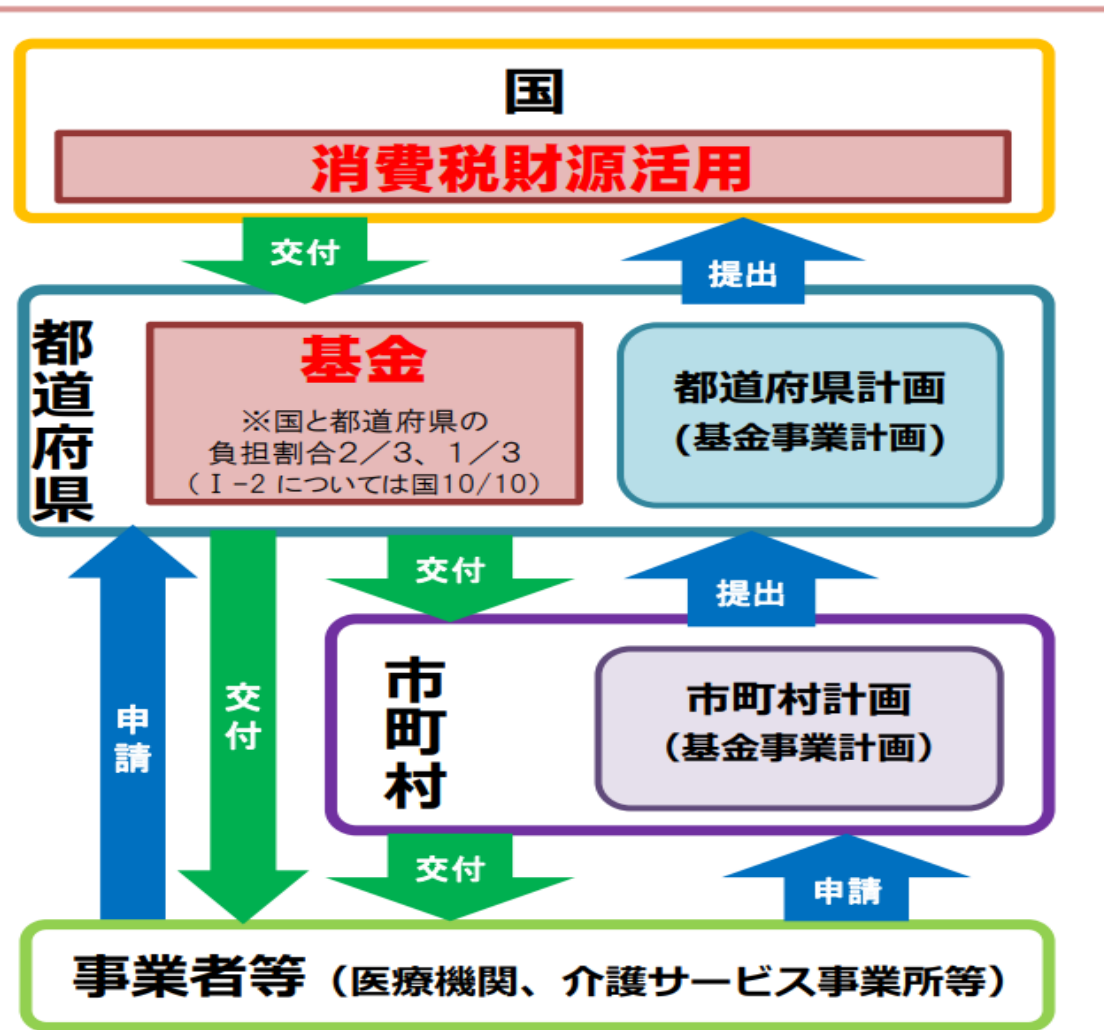 国
消費税財源活用
交付
提出
都道府県
基金
※国と都道府県の
負担割合2/3、1/3
(Ⅰ-2 については国10/10)
都道府県計画
(基金事業計画)
申請
交付
交付
提出
市町村
市町村計画
(基金事業計画)
交付
申請
事業者等(医療機関、介護サービス事業所等)